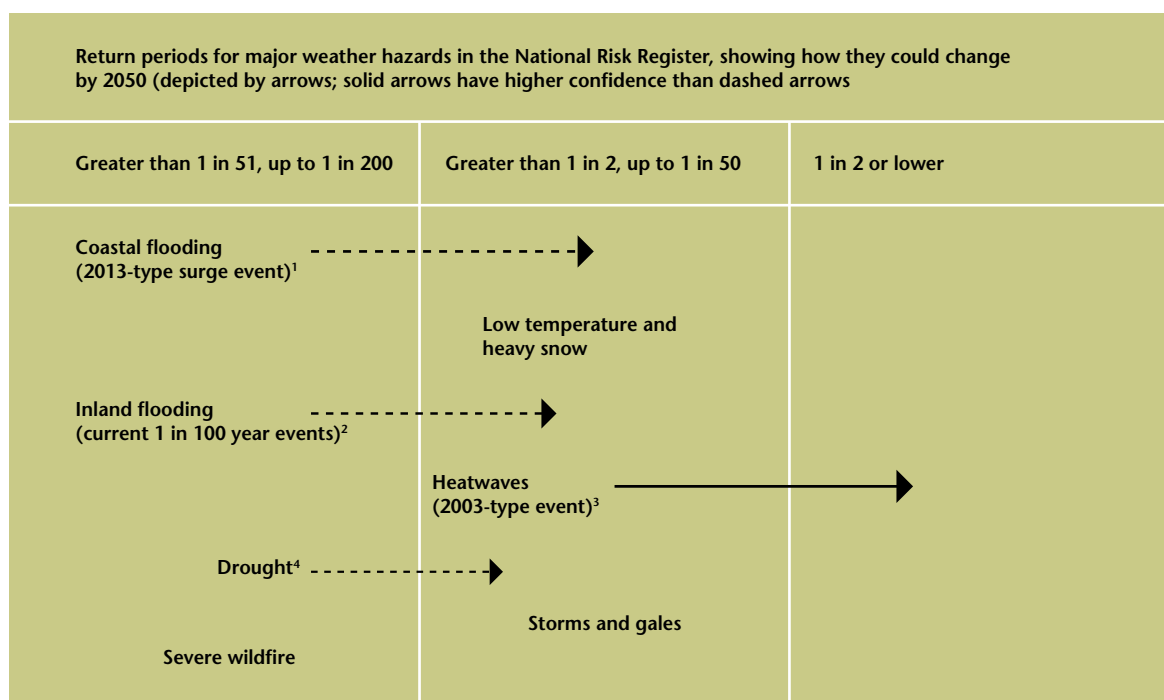 Return periods for major weather hazards in the National Risk Register, showing how they could change
by 2050 (depicted by arrows; solid arrows have higher confidence than dashed arrows
Greater than 1 in 51, up to 1 in 200
Greater than 1 in 2, up to 1 in 50
1 in 2 or lower
Coastal flooding
(2013-type surge event)¹
Low temperature and
heavy snow
Inland flooding
(current 1 in 100 year events)²
Heatwaves
(2003-type event)³
Drought⁴
Storms and gales
Severe wildfire